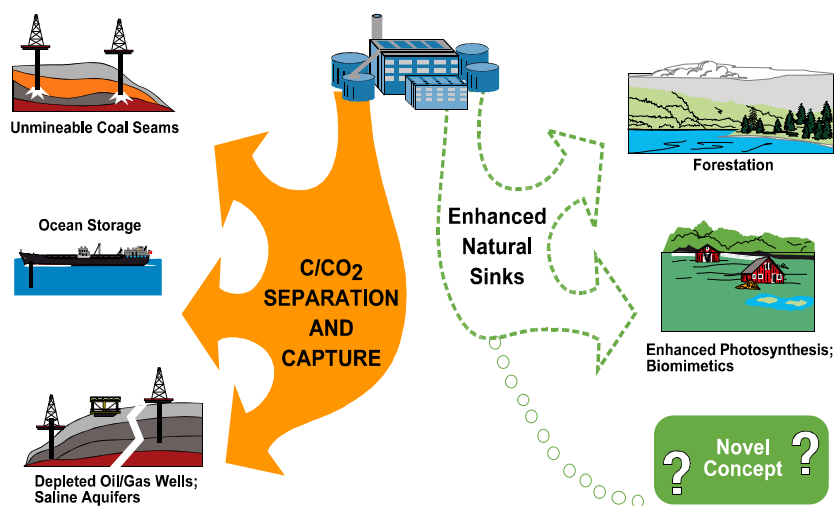 Unmineable Coal Seams
Ocean Storage
Depleted Oil/Gas Wells;
Saline Aquifers
C/CO₂
SEPARATION
AND
CAPTURE
Enhanced
Natural
Sinks
Forestation
Enhanced Photosynthesis;
Biomimetics
? Novel ?
Concept